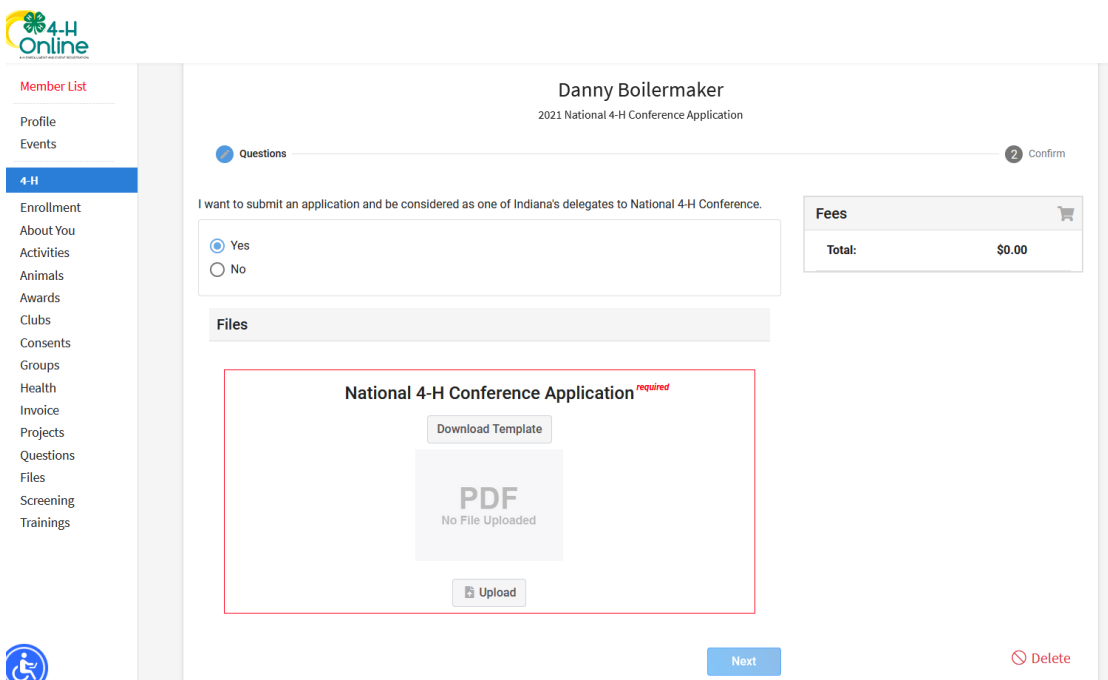 4-H
Online
Member List
Profile
Events
4-H
Enrollment
About You
Activities
Animals
Awards
Clubs
Consents
Groups
Health
Invoice
Projects
Questions
Files
Screening
Trainings
Danny Boilermaker
2021 National 4-H Conference Application
Questions
2 Confirm
I want to submit an application and be considered as one of Indiana's delegates to National 4-H Conference.
Yes
No
Fees
Total: $0.00
Files
National 4-H Conference Application required
Download Template
PDF
No File Uploaded
Upload
Next
Delete